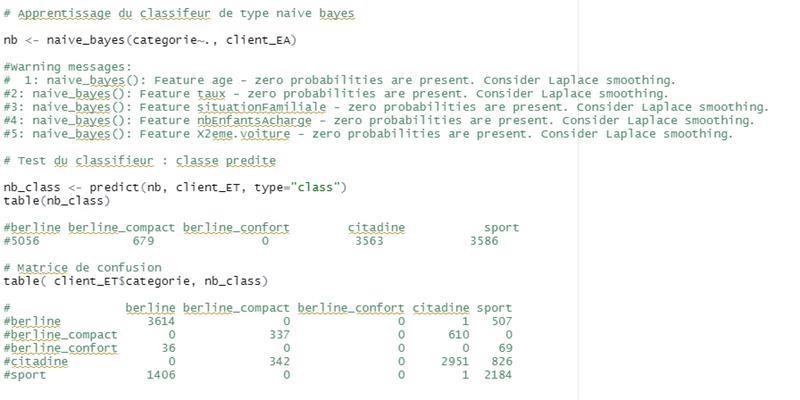 # Apprentissage du classifeur de type naive bayes
nb <- naive_bayes(categorie~., client_EA)
#Warning messages:
#  1: naive_bayes(): Feature age - zero probabilities are present. Consider Laplace smoothing.
#2: naive_bayes(): Feature taux - zero probabilities are present. Consider Laplace smoothing.
#3: naive_bayes(): Feature situationFamiliale - zero probabilities are present. Consider Laplace smoothing.
#4: naive_bayes(): Feature nbEnfantsAcharge - zero probabilities are present. Consider Laplace smoothing.
#5: naive_bayes(): Feature X2eme.voiture - zero probabilities are present. Consider Laplace smoothing.
# Test du classifieur : classe predite
nb_class <- predict(nb, client_ET, type="class")
table(nb_class)
#berline berline_compact berline_confort citadine sport
#5056 679 0 3563 3586
# Matrice de confusion
table( client_ET$categorie, nb_class)
# berline berline_compact berline_confort citadine sport
#berline 3614 0 0 1 507
#berline_compact 0 337 0 610 0
#berline_confort 36 0 0 0 69
#citadine 0 342 0 2951 826
#sport 1406 0 0 1 2184